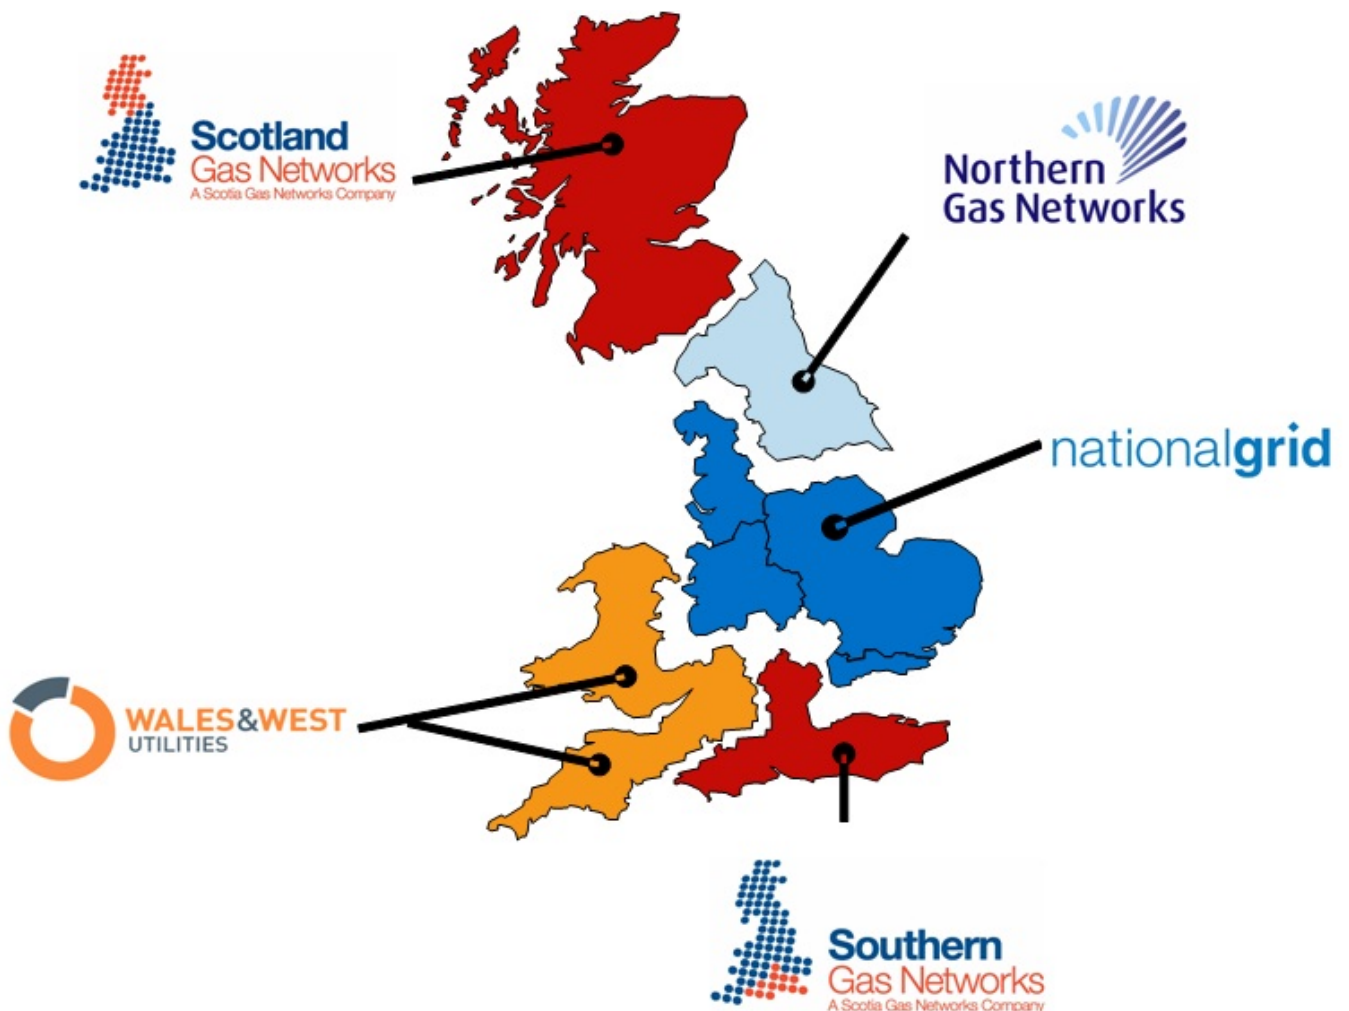 Scotland
Gas Networks
A Scotia Gas Networks Company
Northern
Gas Networks
nationalgrid
WALES&WEST
UTILITIES
Southern
Gas Networks
A Scotia Gas Networks Company